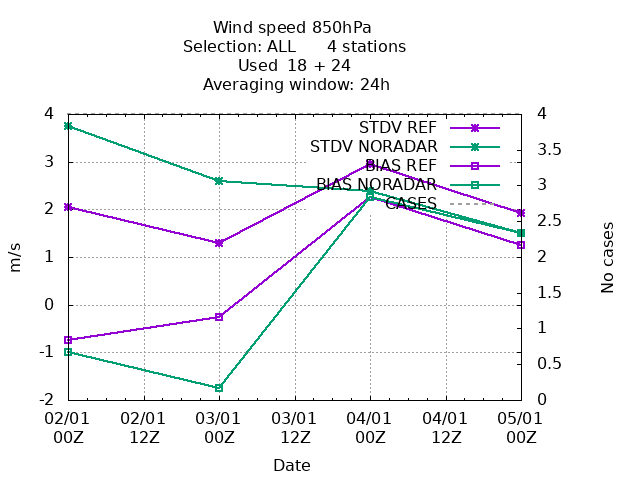 Wind speed 850hPa
Selection: ALL 4 stations
Used 18 + 24
Averaging window: 24h
4 4
STDV REF
3.5
STDV NORADAR
3 BIAS REF
3
BIAS NORADAR
2 CASES
2.5
m/s
No cases
1 2
1.5
0
1
-1
0.5
-2 0
02/01 02/01 03/01 03/01 04/01 04/01 05/01
00Z 12Z 00Z 12Z 00Z 12Z 00Z
Date